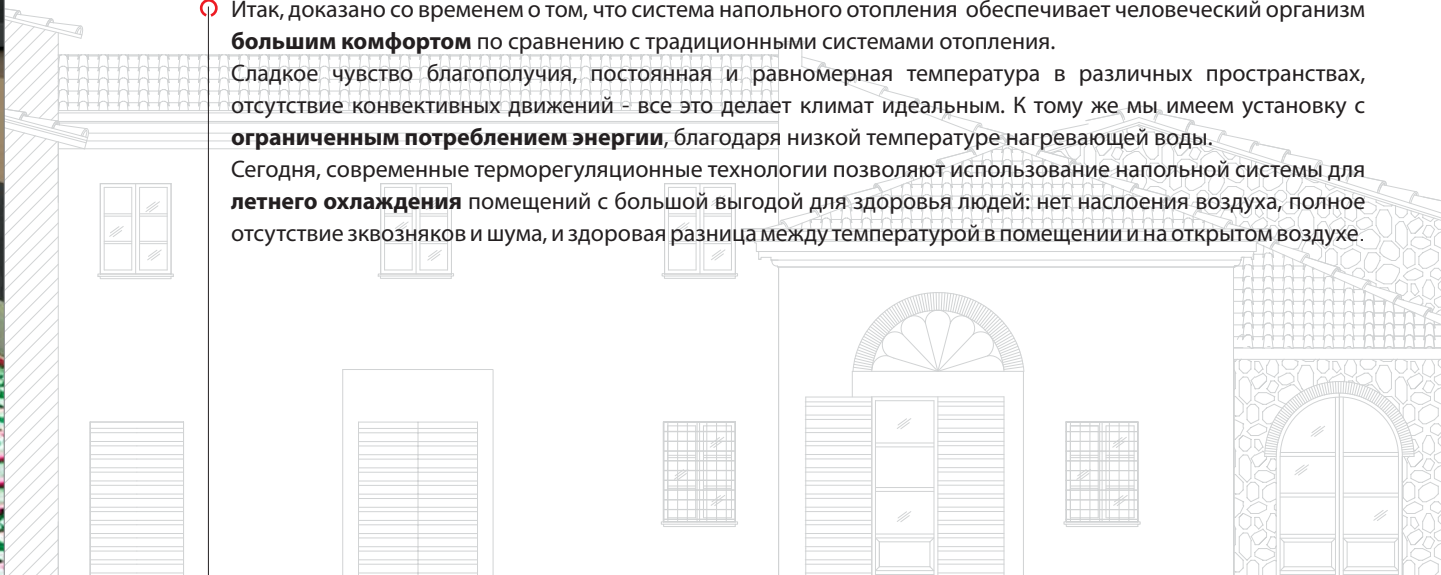 Итак, доказано со временем о том, что система напольного отопления обеспечивает человеческий организм
большим комфортом по сравнению с традиционными системами отопления.
Сладкое чувство благополучия, постоянная и равномерная температура в различных пространствах,
отсутствие конвективных движений - все это делает климат идеальным. К тому же мы имеем установку с
ограниченным потреблением энергии, благодаря низкой температуре нагревающей воды.
Сегодня, современные терморегуляционные технологии позволяют использование напольной системы для
летнего охлаждения помещений с большой выгодой для здоровья людей: нет наслоения воздуха, полное
отсутствие зквозняков и шума, и здоровая разница между температурой в помещении и на открытом воздухе.